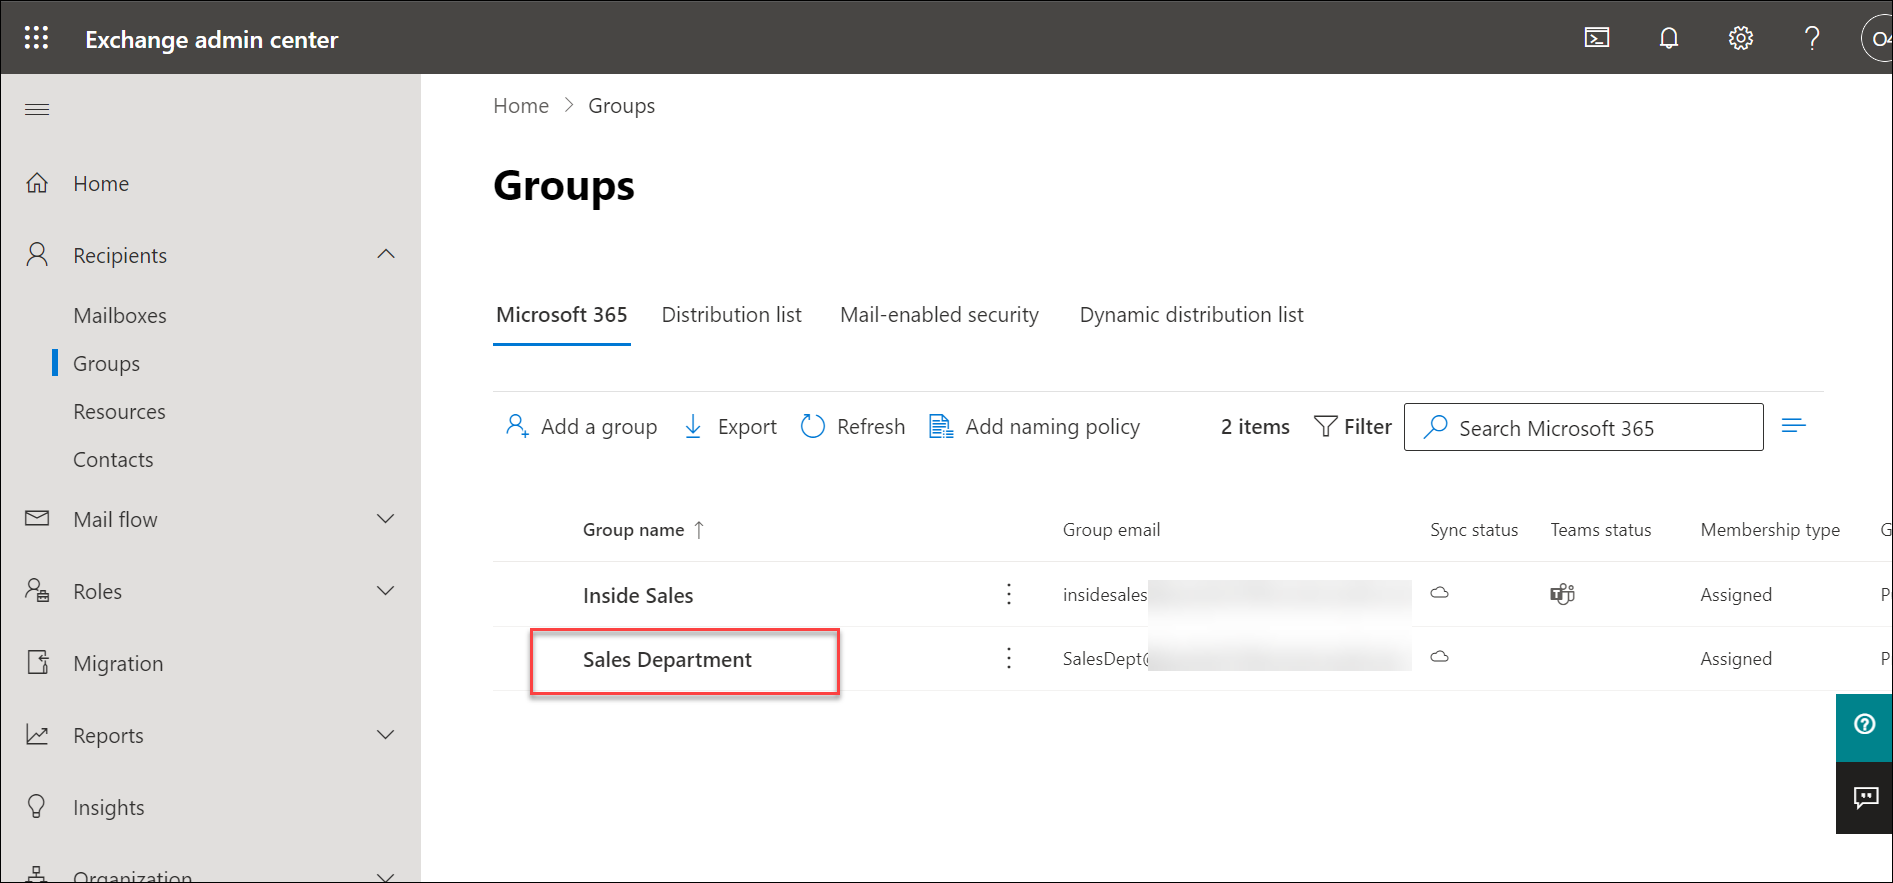 Exchange admin center
Home > Groups
Groups
Home
Recipients
Mailboxes
Groups
Resources
Contacts
Mail flow
Roles
Migration
Reports
Insights
Organization
Microsoft 365 Distribution list Mail-enabled security Dynamic distribution list
Add a group Export Refresh Add naming policy 2 items Filter Search Microsoft 365
Group name ↑ Group email Sync status Teams status Membership type G
Inside Sales insidesales Assigned
Sales Department SalesDept@ Assigned P